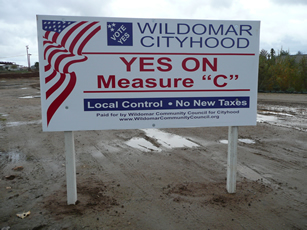 VOTE
YES
WILDOMAR
CITYHOOD
YES ON
Measure "C"
Local Control • No New Taxes
Paid for by Wildomar Community Council for Cityhood
www.WildomarCommunityCouncil.org